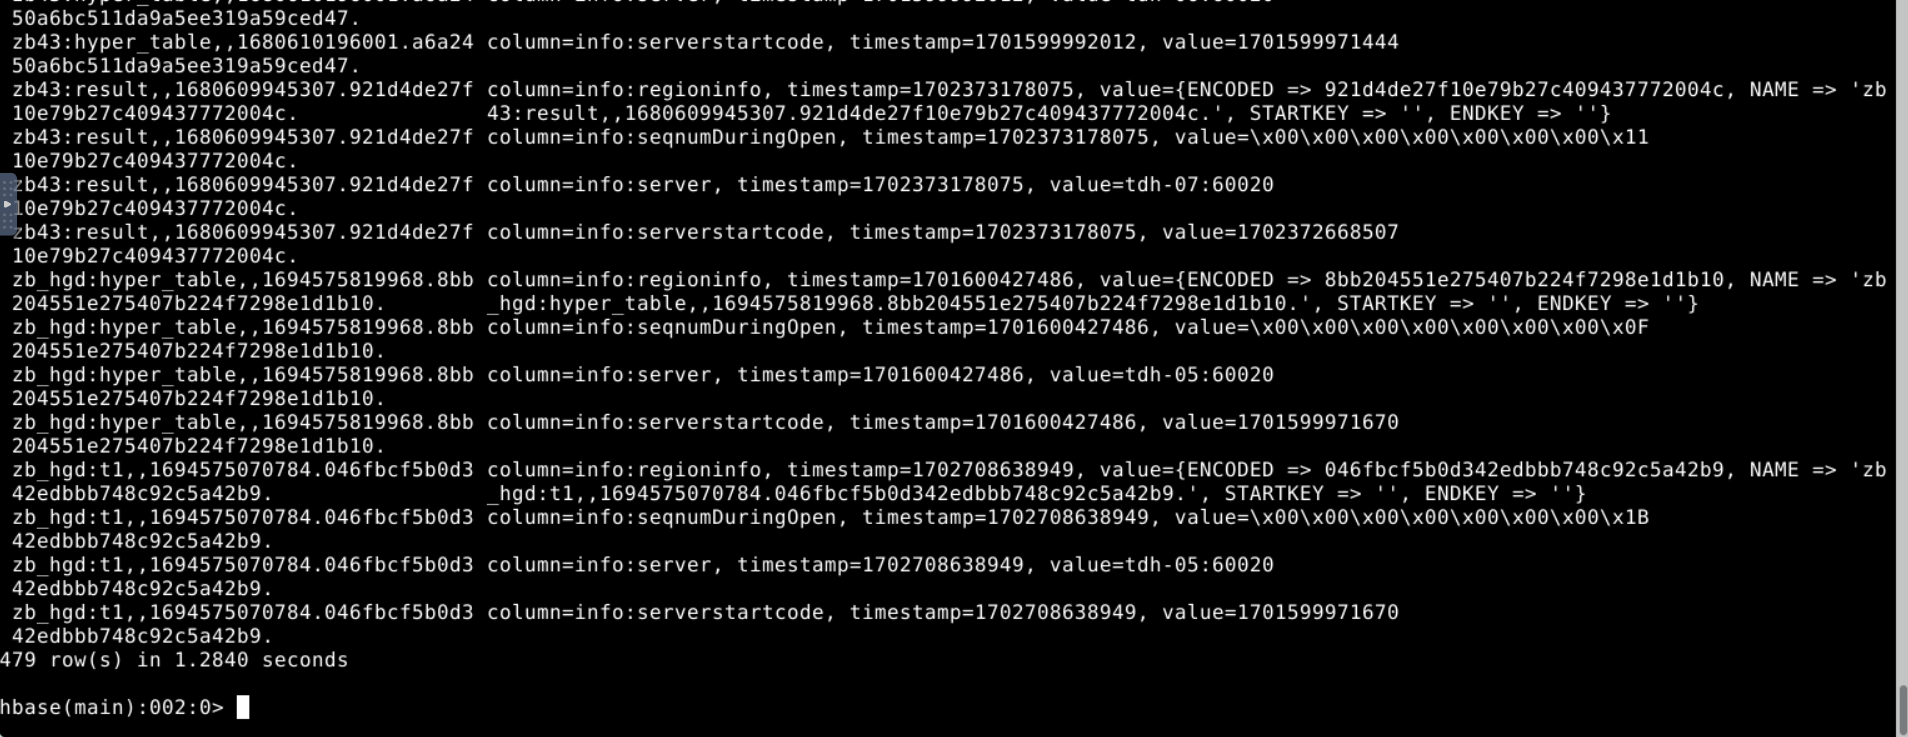 50a6bc511da9a5ee319a59ced47.
zb43:hyper_table,,1680610196001.a6a24 column=info:serverstartcode, timestamp=1701599992012, value=1701599971444
50a6bc511da9a5ee319a59ced47.
zb43:result,,1680609945307.921d4de27f column=info:regioninfo, timestamp=1702373178075, value={ENCODED => 921d4de27f10e79b27c409437772004c, NAME => 'zb
10e79b27c409437772004c. 43:result,,1680609945307.921d4de27f10e79b27c409437772004c.', STARTKEY => '', ENDKEY => ''}
zb43:result,,1680609945307.921d4de27f column=info:seqnumDuringOpen, timestamp=1702373178075, value=\x00\x00\x00\x00\x00\x00\x00\x11
10e79b27c409437772004c.
zb43:result,,1680609945307.921d4de27f column=info:server, timestamp=1702373178075, value=tdh-07:60020
10e79b27c409437772004c.
zb43:result,,1680609945307.921d4de27f column=info:serverstartcode, timestamp=1702373178075, value=1702372668507
10e79b27c409437772004c.
zb_hgd:hyper_table,,1694575819968.8bb column=info:regioninfo, timestamp=1701600427486, value={ENCODED => 8bb204551e275407b224f7298e1d1b10, NAME => 'zb
204551e275407b224f7298e1d1b10. _hgd:hyper_table,,1694575819968.8bb204551e275407b224f7298e1d1b10.', STARTKEY => '', ENDKEY => ''}
zb_hgd:hyper_table,,1694575819968.8bb column=info:seqnumDuringOpen, timestamp=1701600427486, value=\x00\x00\x00\x00\x00\x00\x00\x0F
204551e275407b224f7298e1d1b10.
zb_hgd:hyper_table,,1694575819968.8bb column=info:server, timestamp=1701600427486, value=tdh-05:60020
204551e275407b224f7298e1d1b10.
zb_hgd:hyper_table,,1694575819968.8bb column=info:serverstartcode, timestamp=1701600427486, value=1701599971670
204551e275407b224f7298e1d1b10.
zb_hgd:t1,,1694575070784.046fbcf5b0d3 column=info:regioninfo, timestamp=1702708638949, value={ENCODED => 046fbcf5b0d342edbbb748c92c5a42b9, NAME => 'zb
42edbbb748c92c5a42b9. _hgd:t1,,1694575070784.046fbcf5b0d342edbbb748c92c5a42b9.', STARTKEY => '', ENDKEY => ''}
zb_hgd:t1,,1694575070784.046fbcf5b0d3 column=info:seqnumDuringOpen, timestamp=1702708638949, value=\x00\x00\x00\x00\x00\x00\x00\x1B
42edbbb748c92c5a42b9.
zb_hgd:t1,,1694575070784.046fbcf5b0d3 column=info:server, timestamp=1702708638949, value=tdh-05:60020
42edbbb748c92c5a42b9.
zb_hgd:t1,,1694575070784.046fbcf5b0d3 column=info:serverstartcode, timestamp=1702708638949, value=1701599971670
42edbbb748c92c5a42b9.
479 row(s) in 1.2840 seconds
hbase(main):002:0>